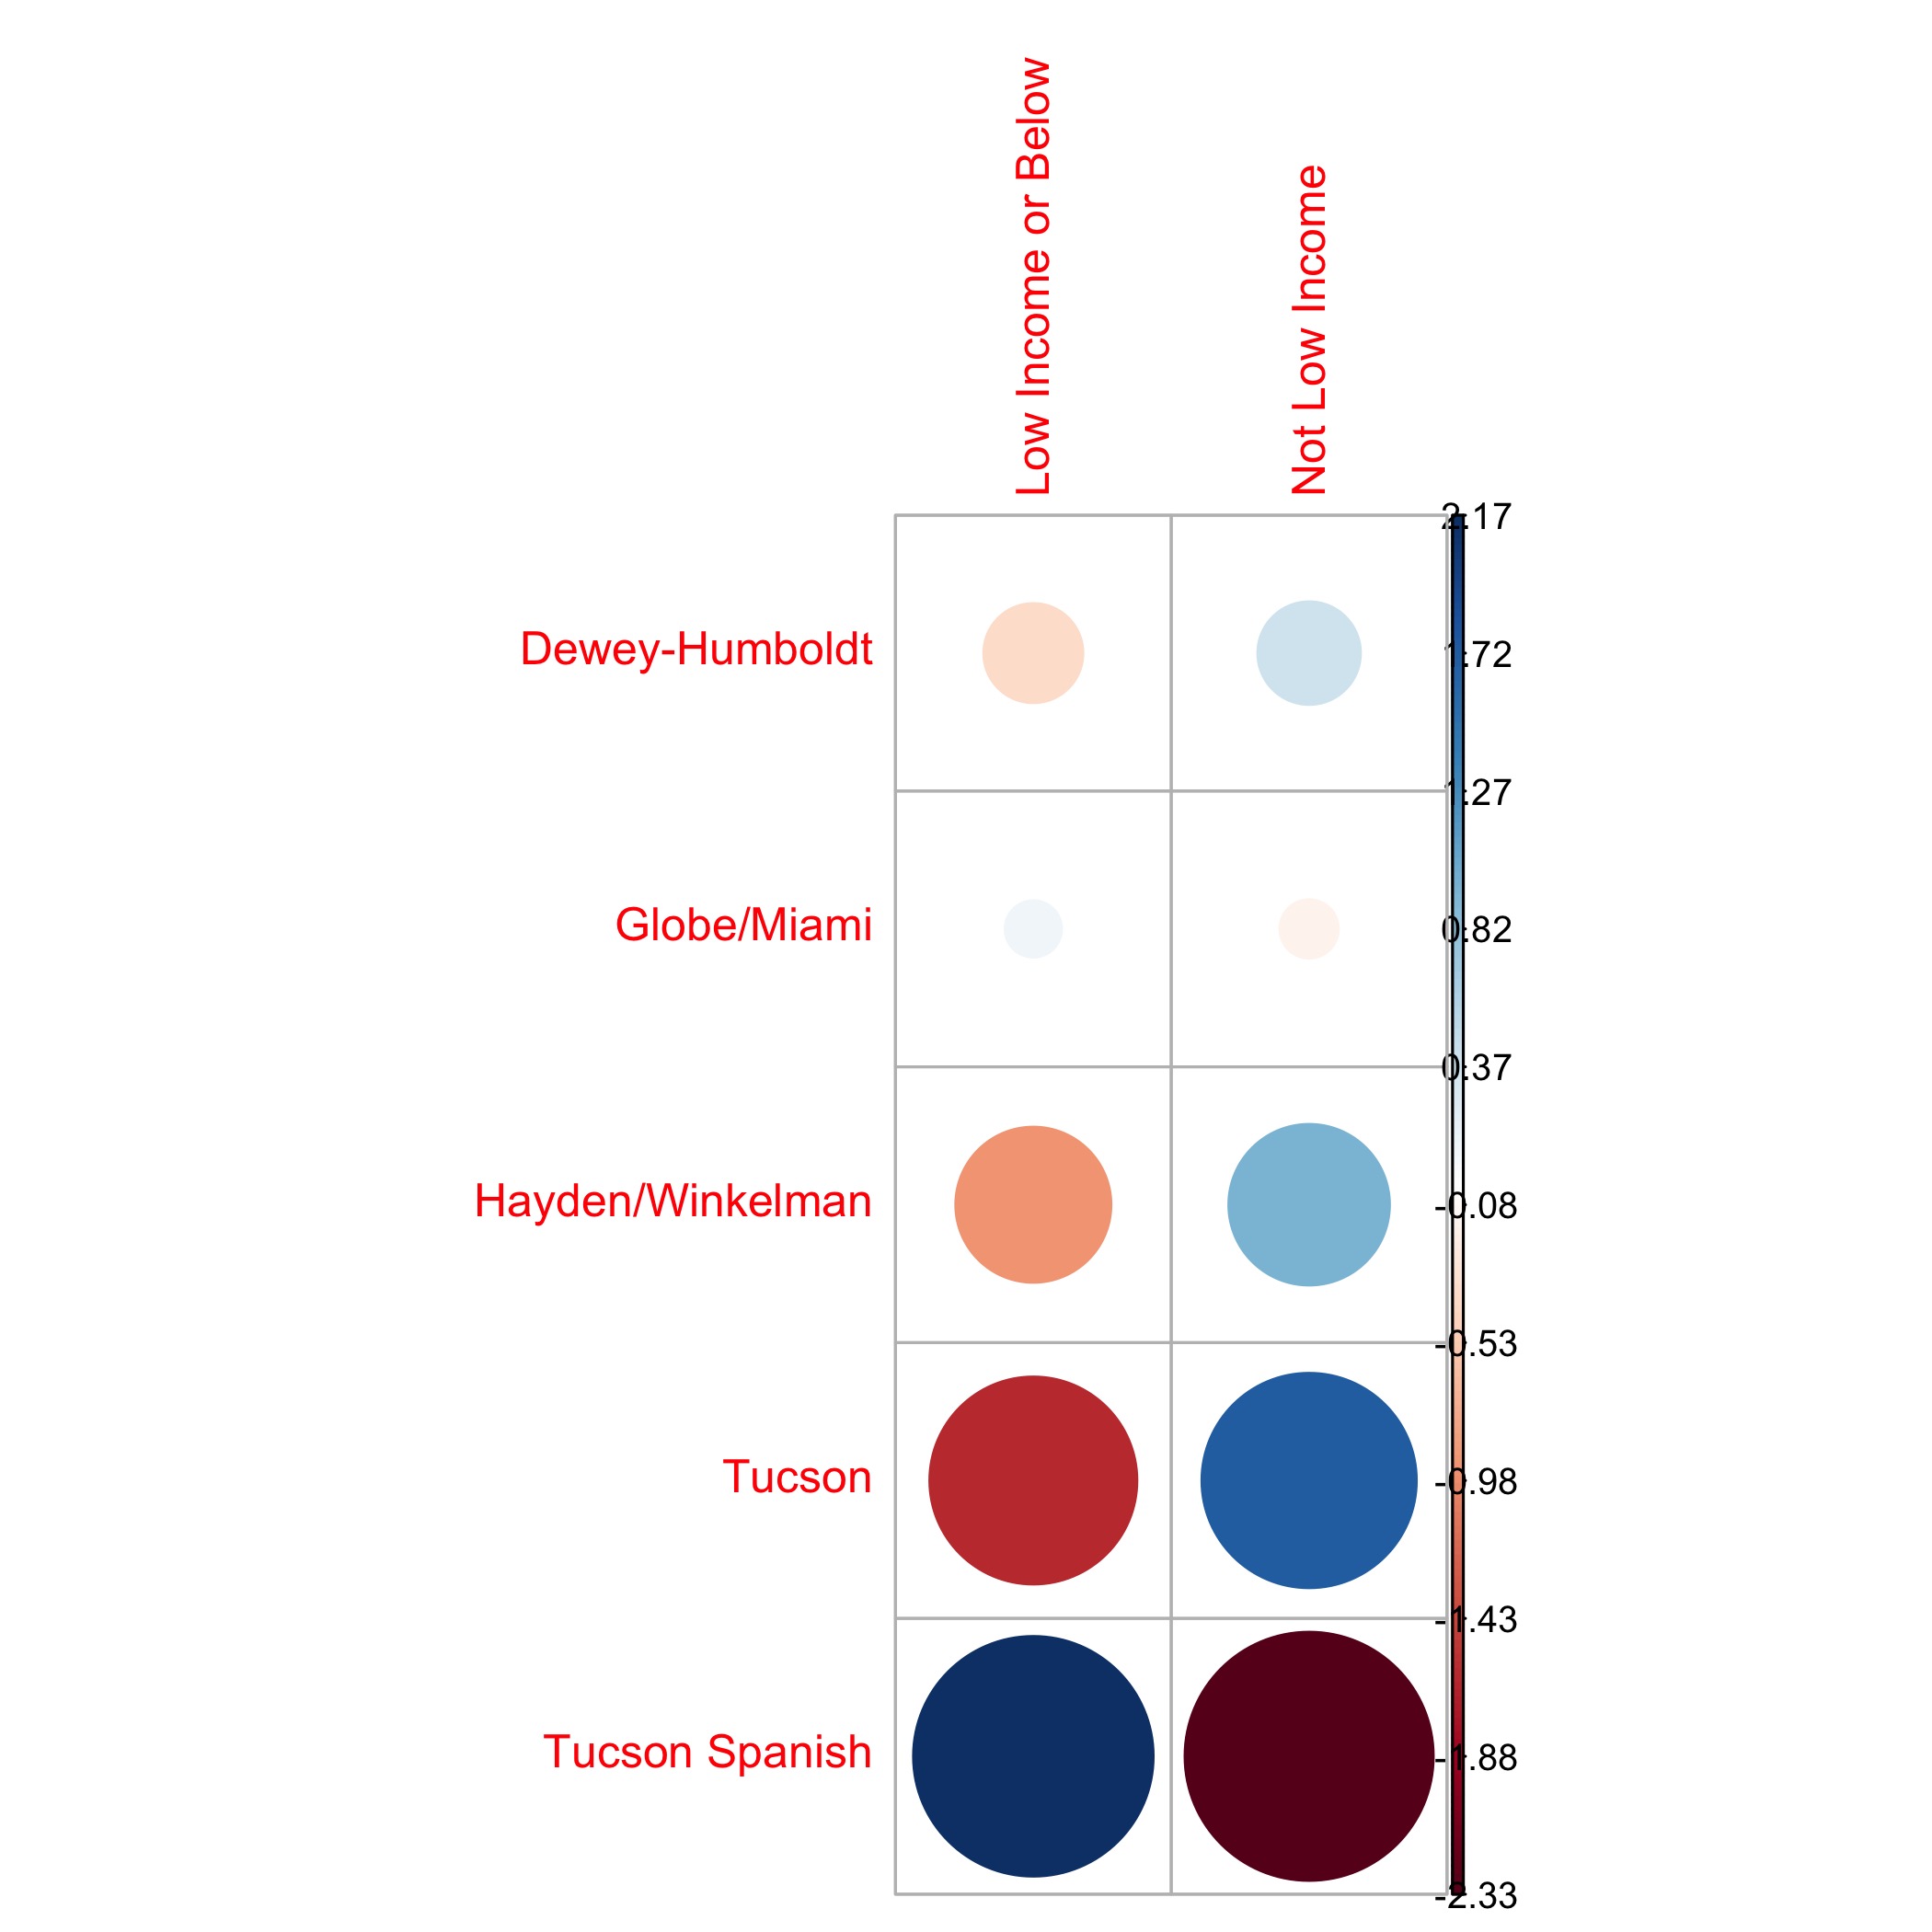 Low Income or Below
Not Low Income
2.17
Dewey-Humboldt
1.72
1.27
Globe/Miami
0.82
0.37
Hayden/Winkelman
-0.08
-0.53
Tucson
-0.98
-1.43
Tucson Spanish
-1.88
-2.33